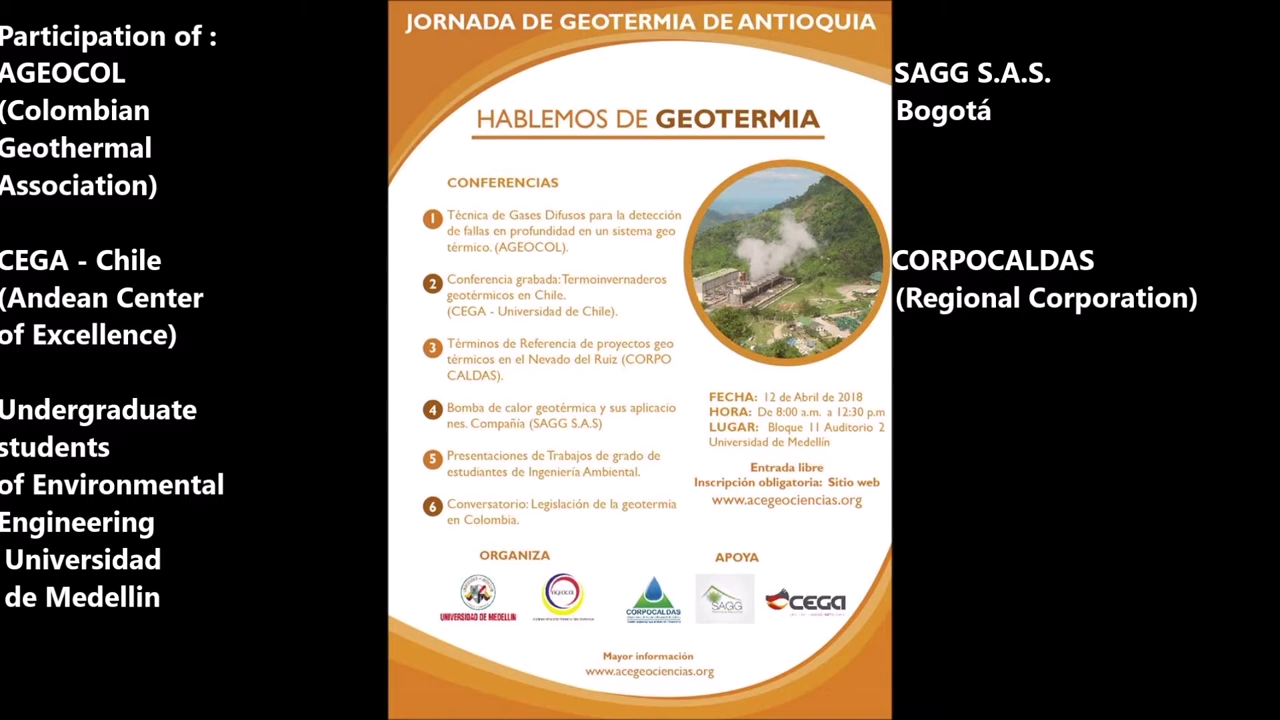 Participation of :
AGEOCOL
(Colombian
Geothermal
Association)
CEGA - Chile
(Andean Center
of Excellence)
Undergraduate
students
of Environmental
Engineering
Universidad
de Medellin
JORNADA DE GEOTERMIA DE ANTIOQUIA
HABLEMOS DE GEOTERMIA
CONFERENCIAS
1 Técnica de Gases Difusos para la detección
de fallas en profundidad en un sistema geo
térmico. (AGEOCOL).
2 Conferencia grabada: Termoinvernaderos
geotérmicos en Chile.
(CEGA - Universidad de Chile).
3 Términos de Referencia de proyectos geo
térmicos en el Nevado del Ruiz (CORPO
CALDAS).
4 Bomba de calor geotérmica y sus aplicacio
nes. Compañía (SAGG S.A.S)
5 Presentaciones de Trabajos de grado de
estudiantes de Ingeniería Ambiental.
6 Conversatorio: Legislación de la geotermia
en Colombia.
FECHA: 12 de Abril de 2018
HORA: De 8:00 a.m. a 12:30 p.m
LUGAR: Bloque 11 Auditorio 2
Universidad de Medellín
Entrada libre
Inscripción obligatoria: Sitio web
www.acegeociencias.org
ORGANIZA
APOYA
UNIVERSIDAD DE MEDELLIN
AGEOCOL
CORPOCALDAS
SAGG
CEGA
Mayor información
www.acegeociencias.org
SAGG S.A.S.
Bogotá
CORPOCALDAS
(Regional Corporation)